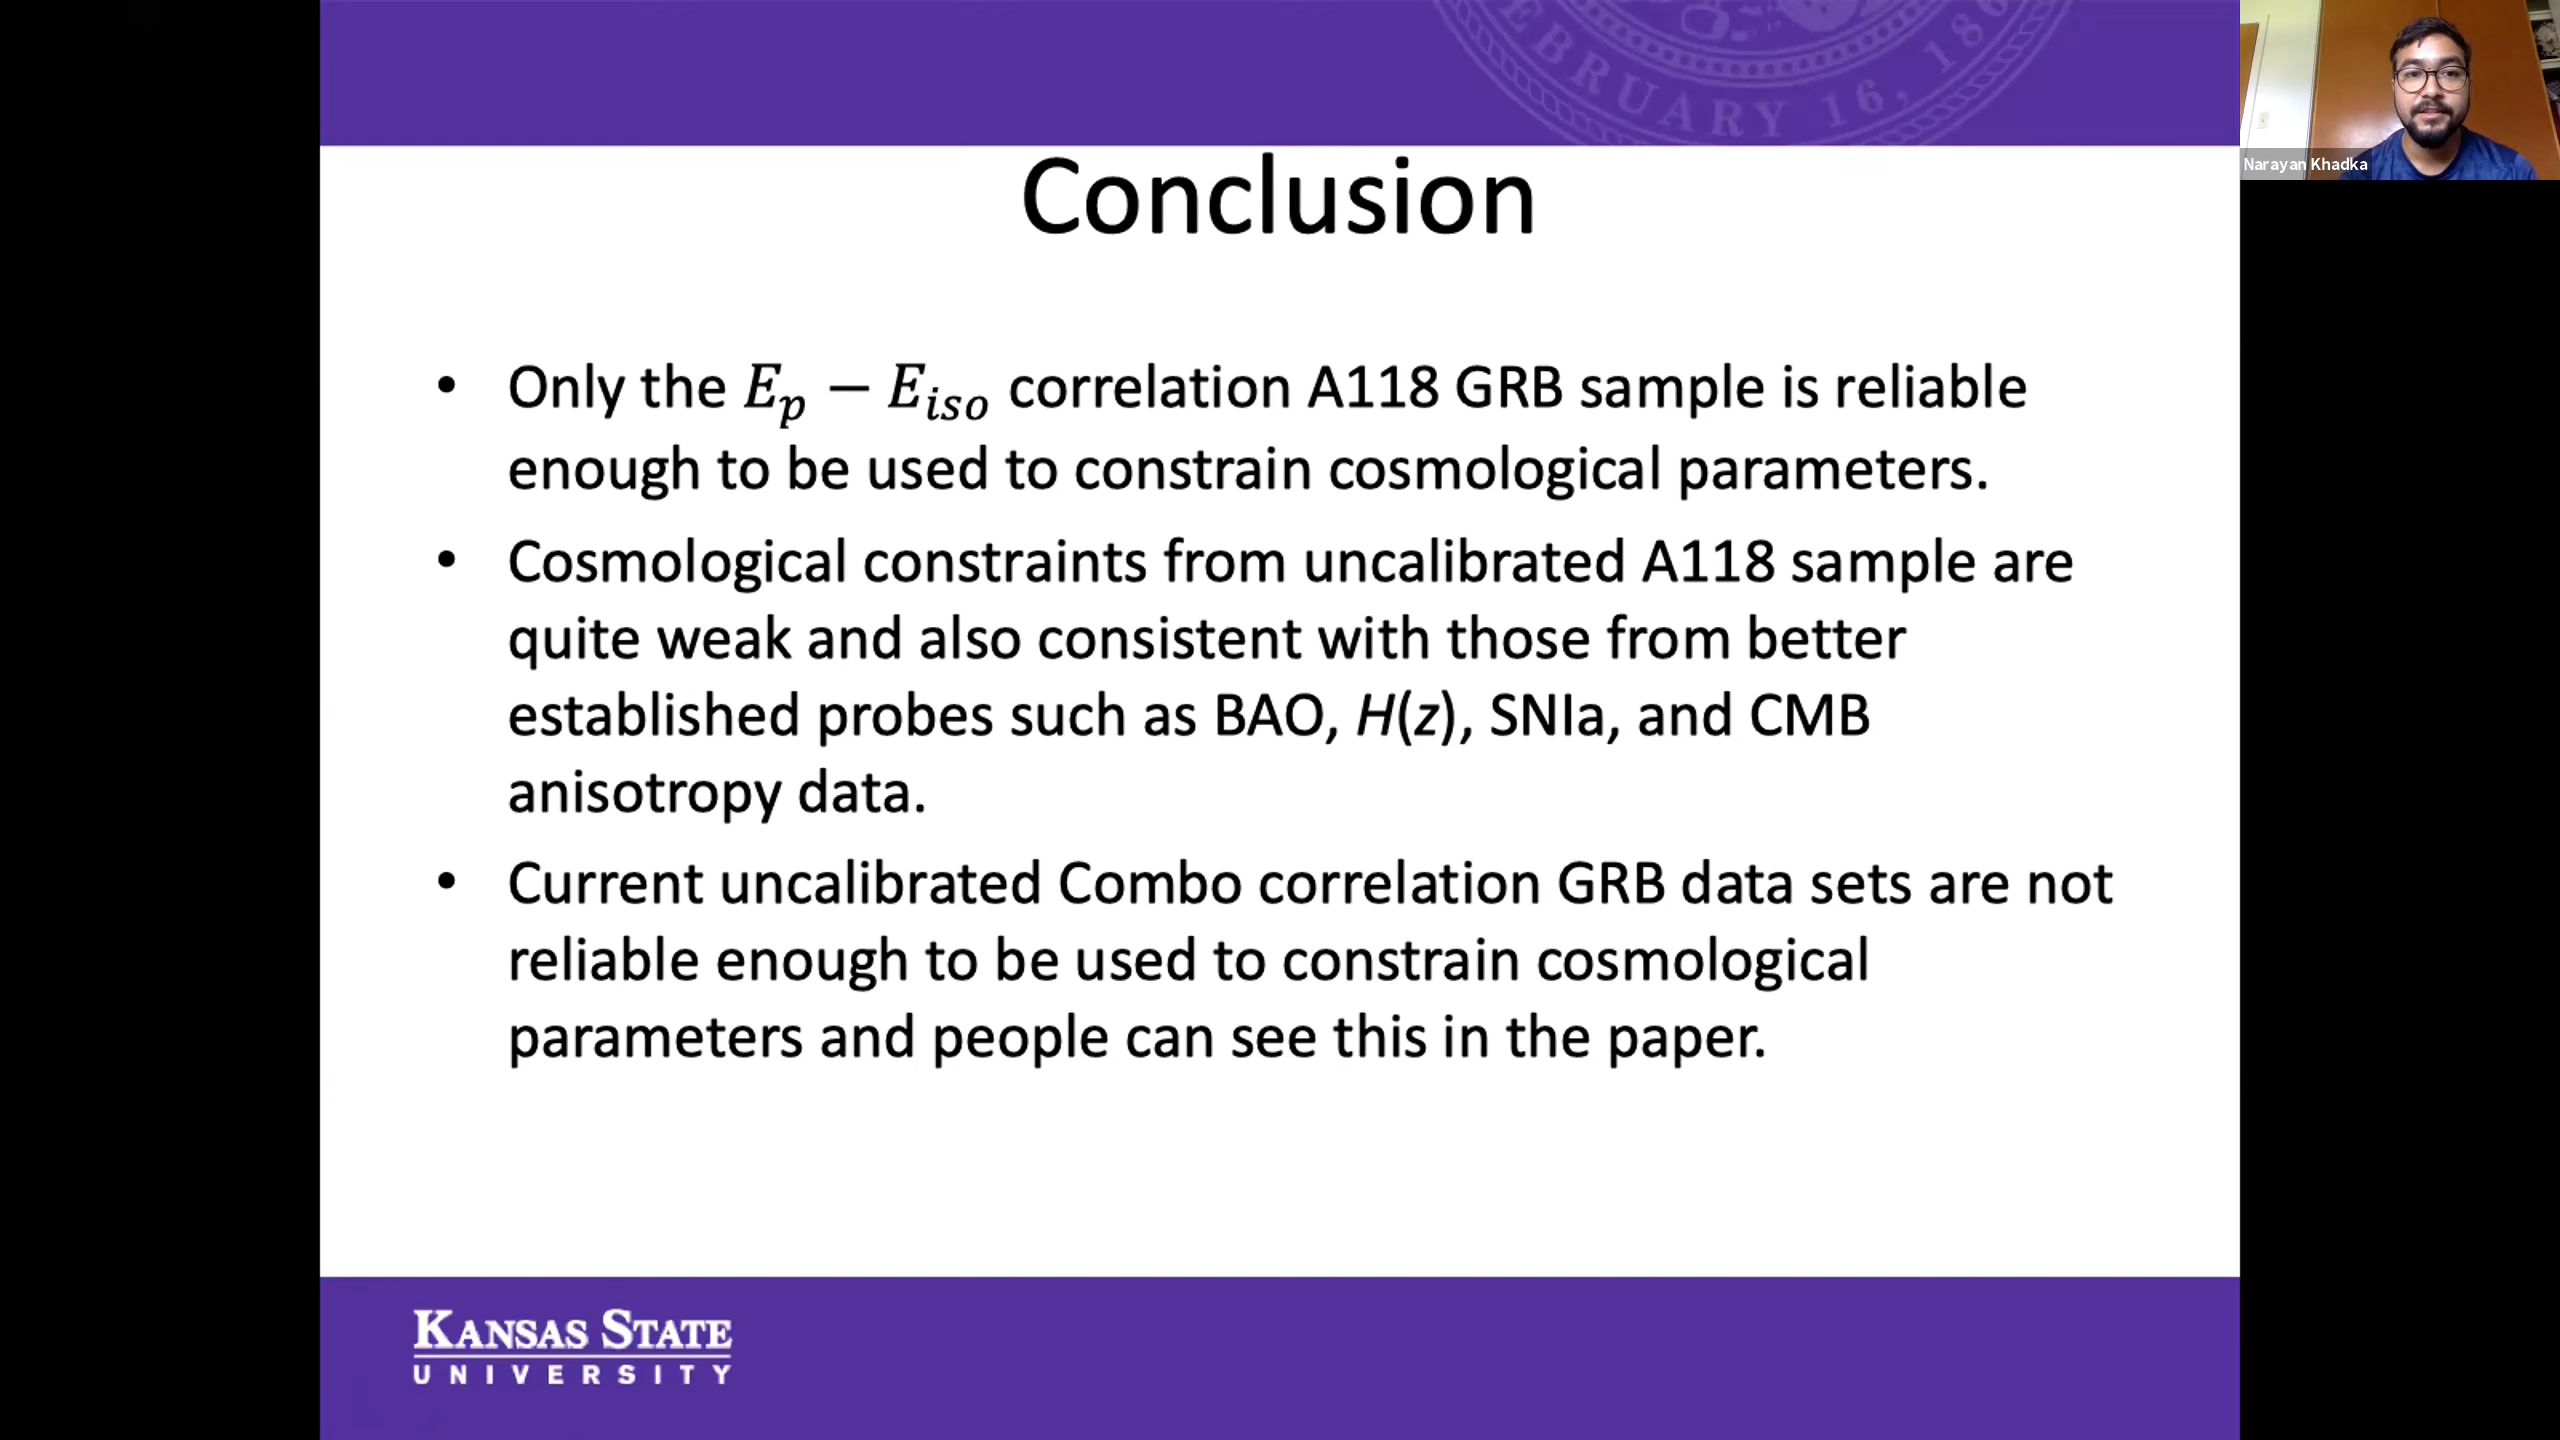 EBRUARY 16, 186
Narayan Khadka
Conclusion
• Only the E_p − E_iso correlation A118 GRB sample is reliable
enough to be used to constrain cosmological parameters.
• Cosmological constraints from uncalibrated A118 sample are
quite weak and also consistent with those from better
established probes such as BAO, H(z), SNIa, and CMB
anisotropy data.
• Current uncalibrated Combo correlation GRB data sets are not
reliable enough to be used to constrain cosmological
parameters and people can see this in the paper.
KANSAS STATE
UNIVERSITY